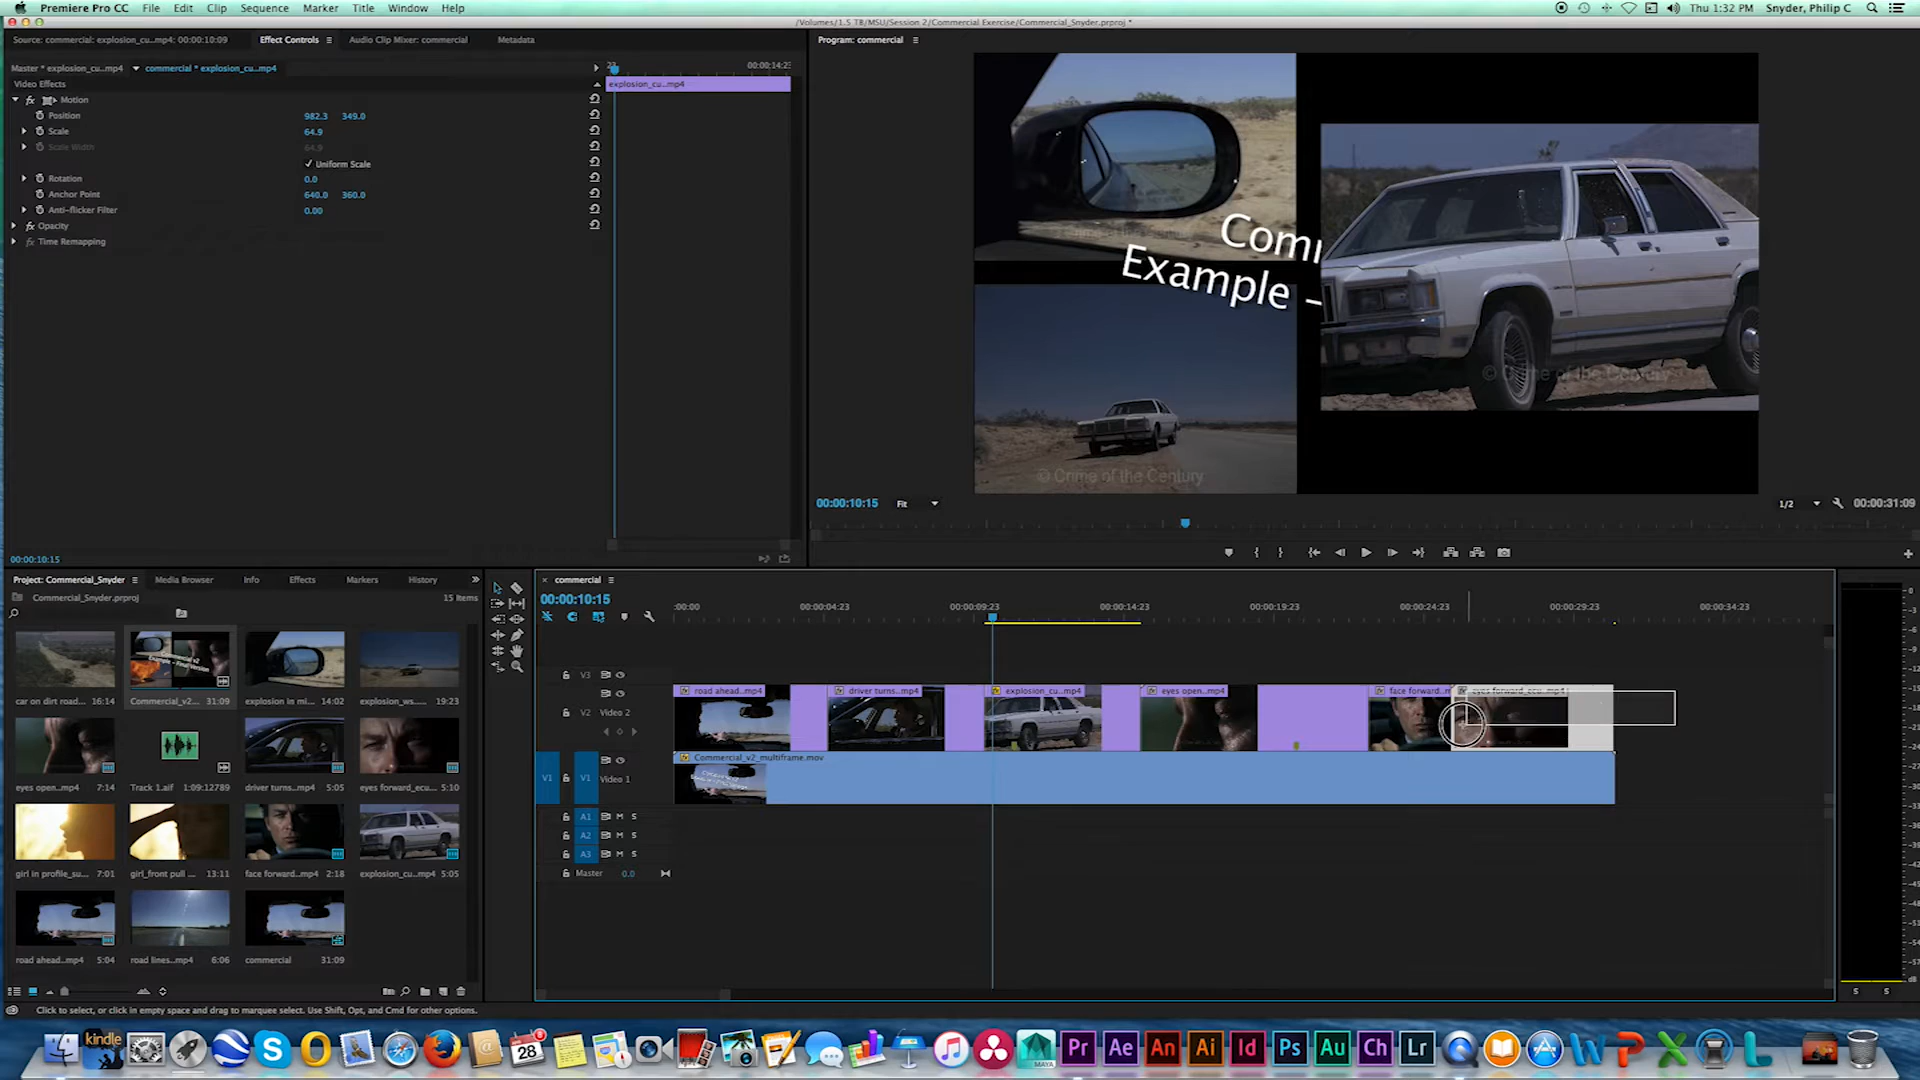 Premiere Pro CC File Edit Clip Sequence Marker Title Window Help
Thu 1:32 PM Snyder, Philip C
/Volumes/1.5 TB/MSU/Session 2/Commercial Exercise/Commercial_Snyder.prproj *
Source: commercial: explosion_cu...mp4: 00:00:10:09 Effect Controls Audio Clip Mixer: commercial Metadata
Program: commercial
Master * explosion_cu...mp4 commercial * explosion_cu...mp4
00:00:14:23
Video Effects
explosion_cu...mp4
fx Motion
Position 982.3 349.0
Scale 64.9
Scale Width 64.9
Uniform Scale
Rotation 0.0
Anchor Point 640.0 360.0
Anti-flicker Filter 0.00
fx Opacity
fx Time Remapping
Comm
Example –
© Crime of the Century
© Crime of the Century
00:00:10:15 Fit 1/2 00:00:31:09
00:00:10:15
Project: Commercial_Snyder Media Browser Info Effects Markers History
Commercial_Snyder.prproj 15 Items
Commercial v2
Example – Final Version
car on dirt road... 16:14 Commercial_v2... 31:09 explosion in mi... 14:02 explosion_ws... 19:23
eyes open...mp4 7:14 Track 1.aif 1:09:12789 driver turns...mp4 5:05 eyes forward_ecu... 5:10
girl in profile_su... 7:01 girl_front pull ... 13:11 face forward...mp4 2:18 explosion_cu...mp4 5:05
road ahead...mp4 5:04 road lines...mp4 6:06 commercial 31:09
commercial
00:00:10:15
:00:00 00:00:04:23 00:00:09:23 00:00:14:23 00:00:19:23 00:00:24:23 00:00:29:23 00:00:34:23
V3
V2 Video 2
road ahead...mp4 driver turns...mp4 explosion_cu...mp4 eyes open...mp4 face forward...m eyes forward_ecu...mp4
V1 V1 Video 1
Commercial_v2_multiframe.mov
A1 M S
A2 M S
A3 M S
Master 0.0
S S
Click to select, or click in empty space and drag to marquee select. Use Shift, Opt, and Cmd for other options.
kindle 28 8 MAYA Pr Ae An Ai Id Ps Au Ch Lr